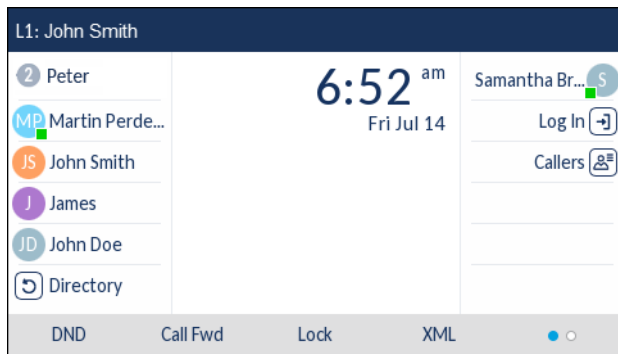 L1: John Smith
2 Peter
MP Martin Perde...
JS John Smith
J James
JD John Doe
Directory
6:52 am
Fri Jul 14
Samantha Br... S
Log In
Callers
DND Call Fwd Lock XML